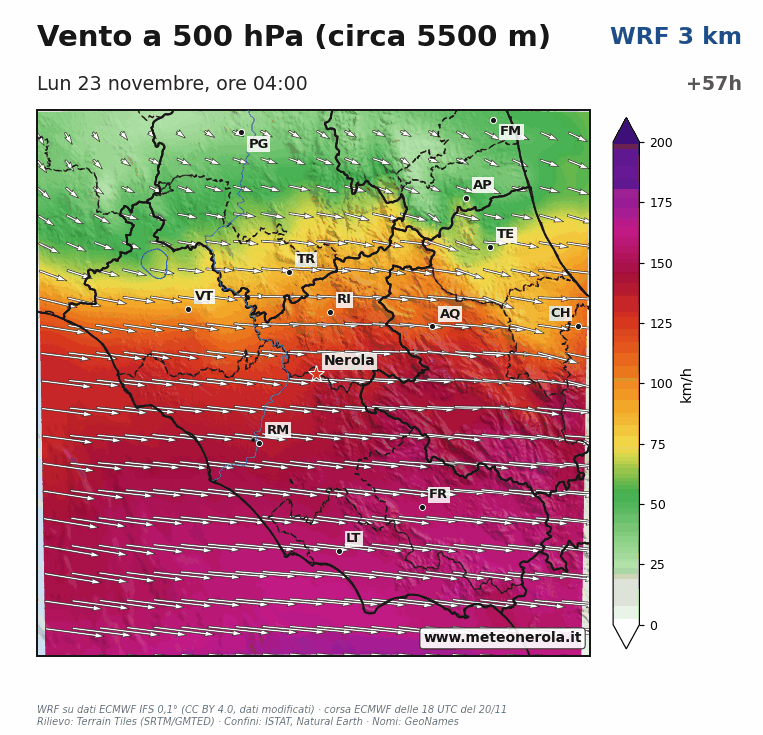 Vento a 500 hPa (circa 5500 m)
WRF 3 km
Lun 23 novembre, ore 04:00
+57h
FM
PG
AP
TE
TR
VT
RI
AQ
CH
Nerola
RM
FR
LT
www.meteonerola.it
200
175
150
125
100
75
50
25
0
km/h
WRF su dati ECMWF IFS 0,1° (CC BY 4.0, dati modificati) · corsa ECMWF delle 18 UTC del 20/11
Rilievo: Terrain Tiles (SRTM/GMTED) · Confini: ISTAT, Natural Earth · Nomi: GeoNames